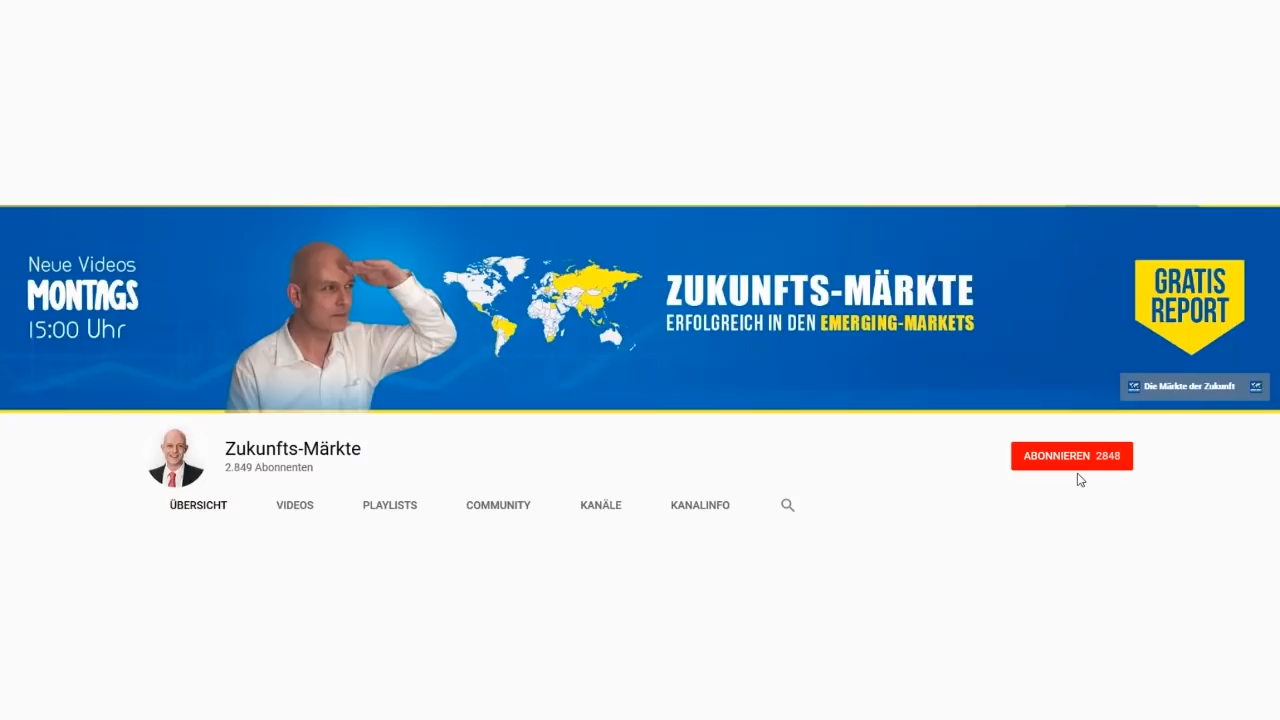 Neue Videos
MONTAGS
15:00 Uhr
ZUKUNFTS-MÄRKTE
ERFOLGREICH IN DEN EMERGING-MARKETS
GRATIS
REPORT
Die Märkte der Zukunft
Zukunfts-Märkte
2.849 Abonnenten
ABONNIEREN 2848
ÜBERSICHT VIDEOS PLAYLISTS COMMUNITY KANÄLE KANALINFO